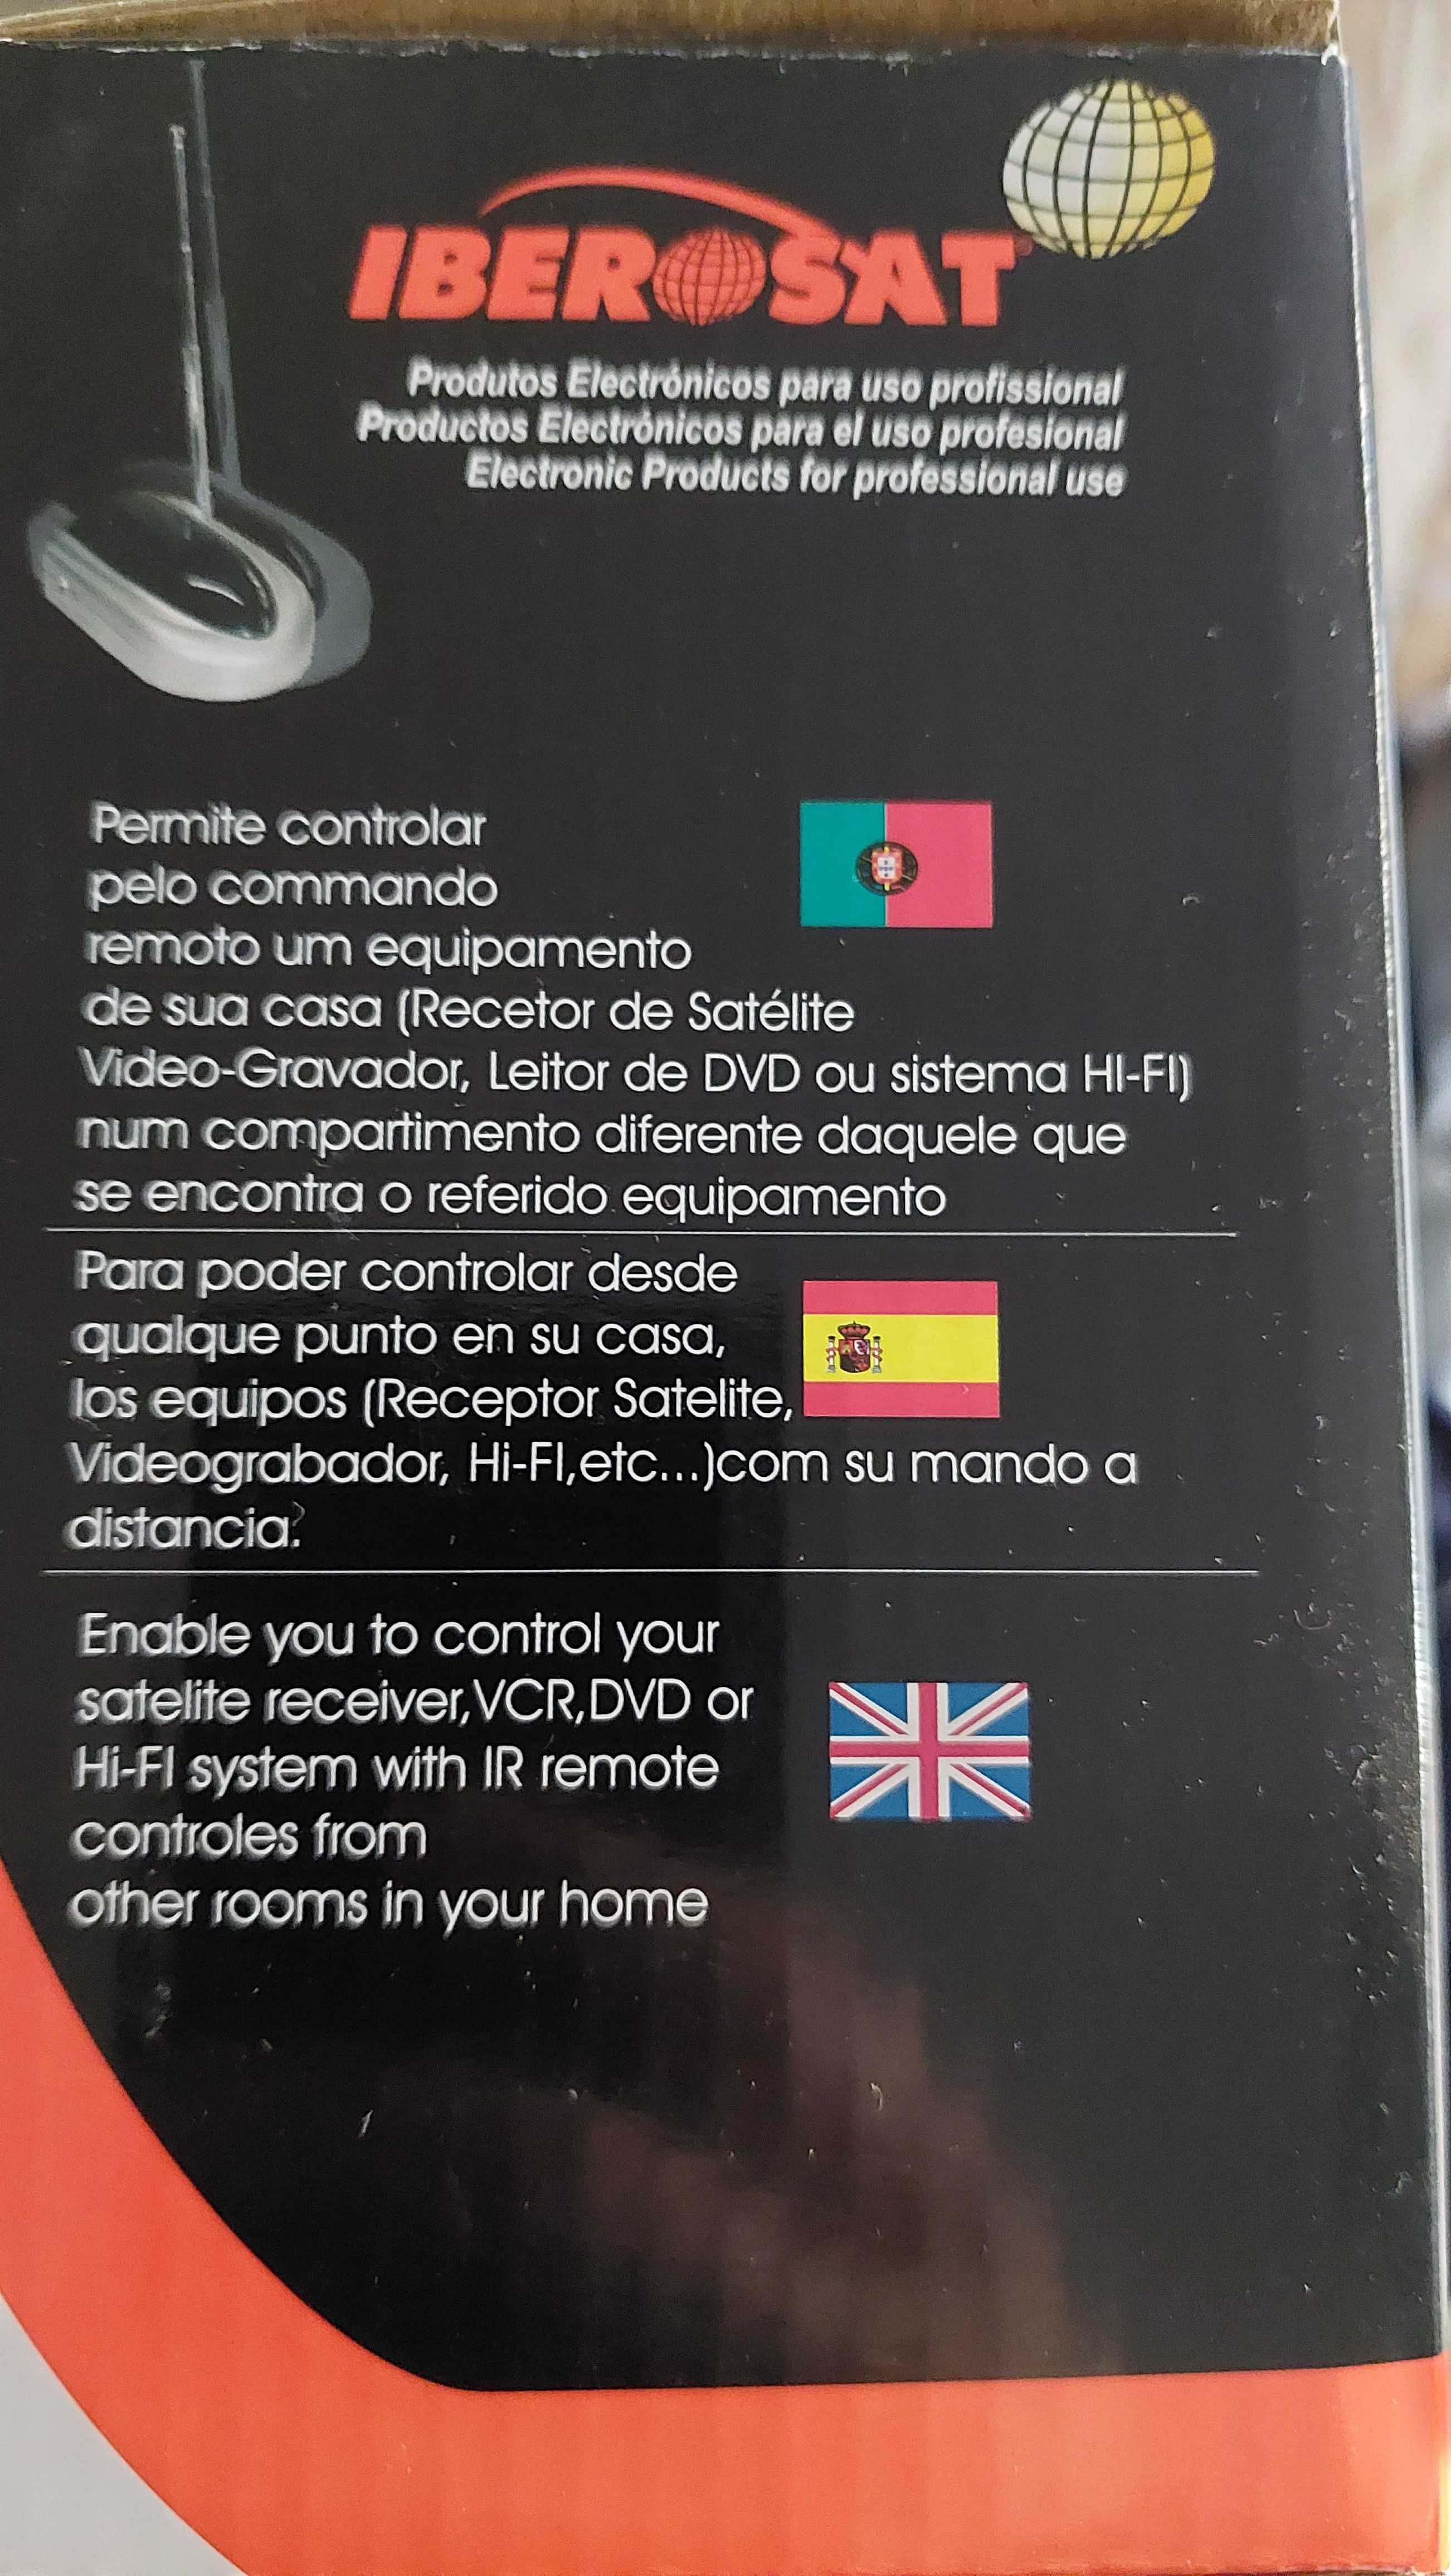 IBEROSAT
Produtos Electrónicos para uso profissional
Productos Electrónicos para el uso profesional
Electronic Products for professional use
Permite controlar
pelo commando
remoto um equipamento
de sua casa (Recetor de Satélite
Video-Gravador, Leitor de DVD ou sistema HI-FI)
num compartimento diferente daquele que
se encontra o referido equipamento
Para poder controlar desde
qualque punto en su casa,
los equipos (Receptor Satelite,
Videograbador, Hi-FI,etc...)com su mando a
distancia.
Enable you to control your
satelite receiver,VCR,DVD or
Hi-FI system with IR remote
controles from
other rooms in your home